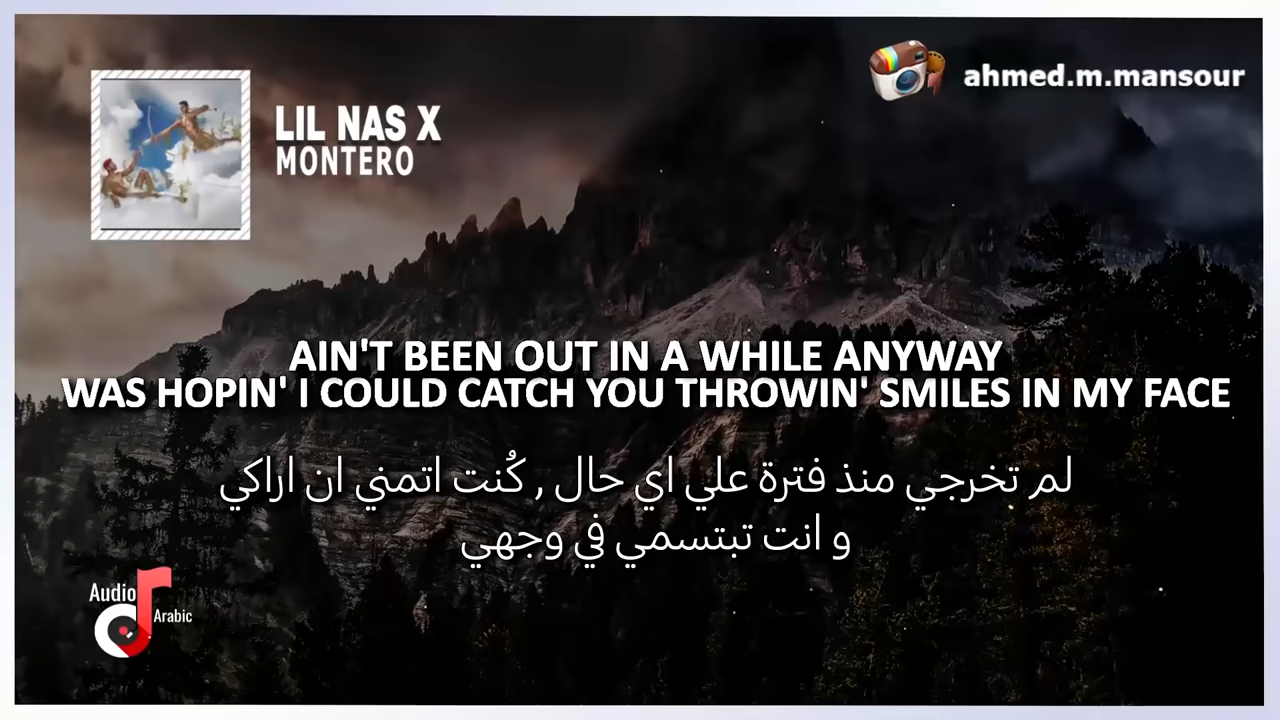 ahmed.m.mansour
LIL NAS X
MONTERO
AIN'T BEEN OUT IN A WHILE ANYWAY
WAS HOPIN' I COULD CATCH YOU THROWIN' SMILES IN MY FACE
لم تخرجي منذ فترة علي اي حال , كُنت اتمني ان اراكي
و انت تبتسمي في وجهي
Audio
Arabic